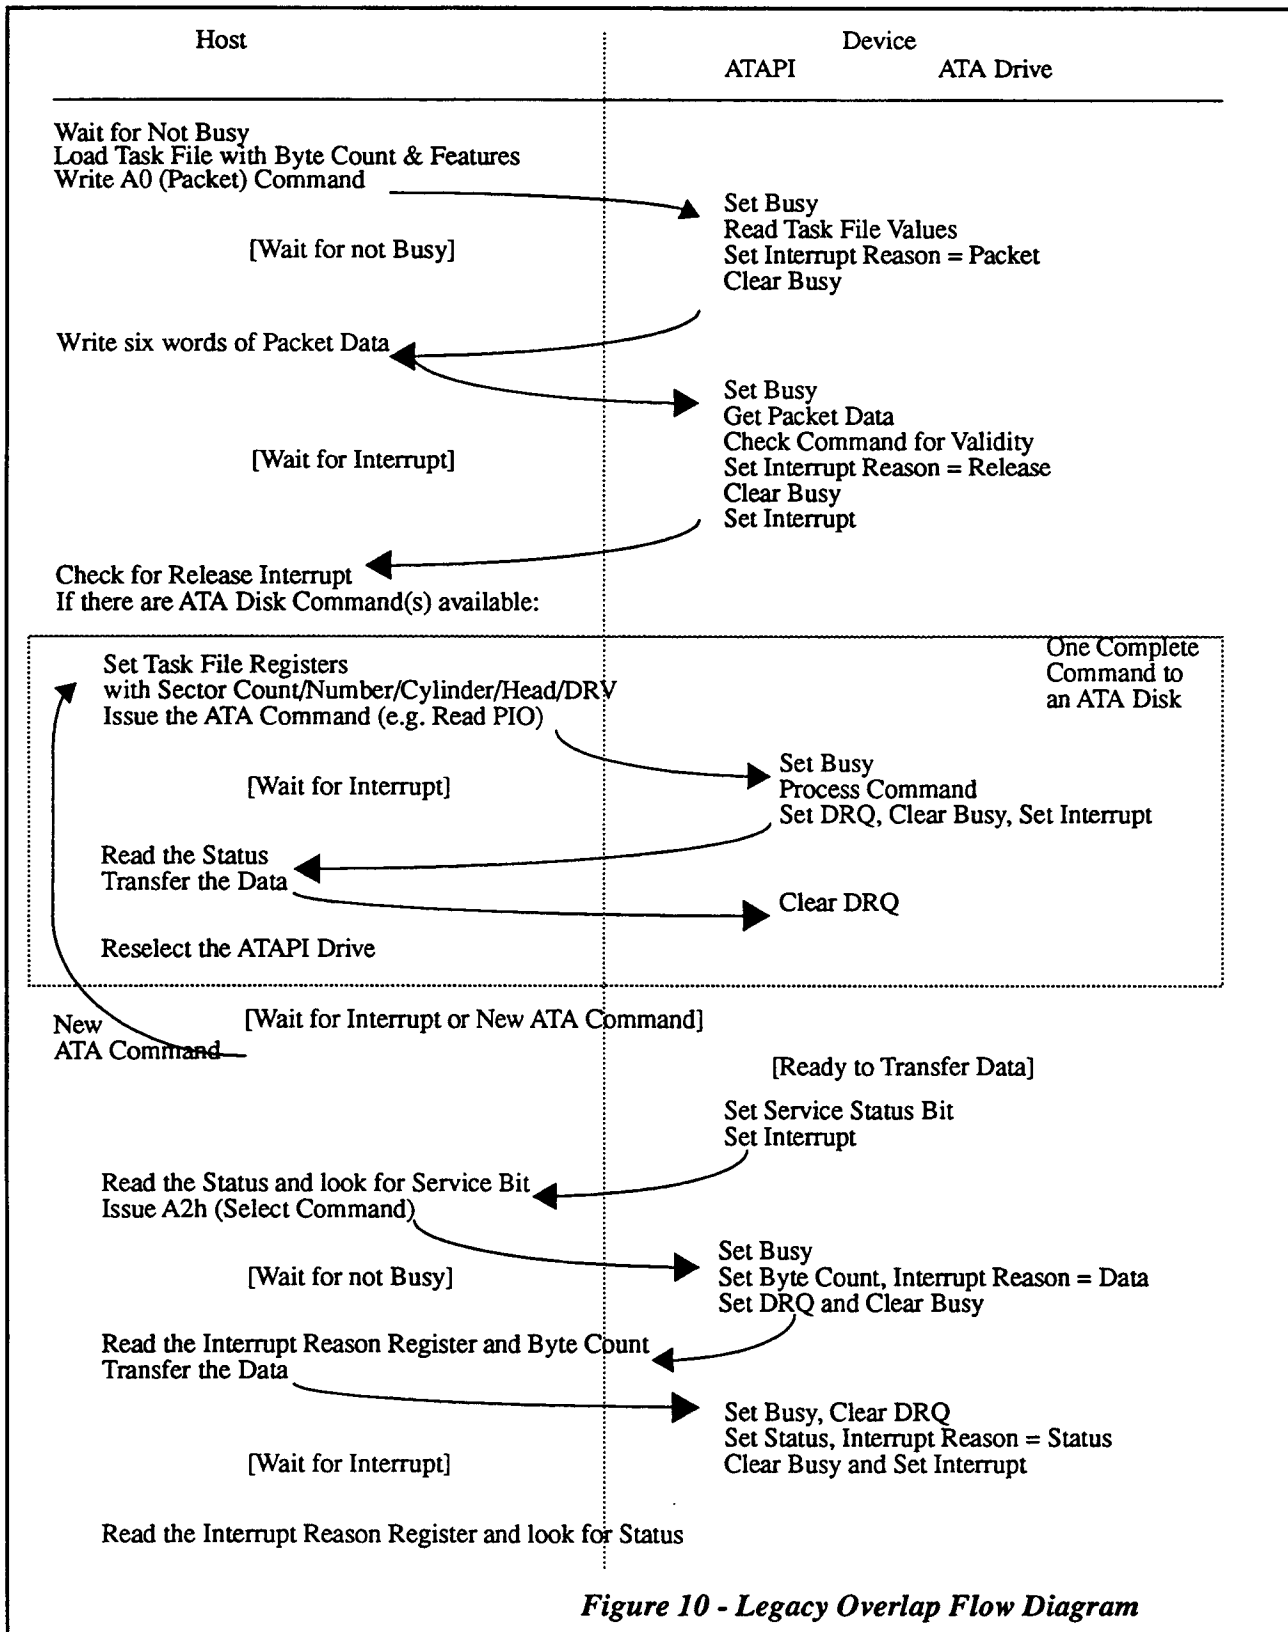 Host
Device
ATAPI ATA Drive
Wait for Not Busy
Load Task File with Byte Count & Features
Write A0 (Packet) Command
Set Busy
Read Task File Values
[Wait for not Busy]
Set Interrupt Reason = Packet
Clear Busy
Write six words of Packet Data
Set Busy
Get Packet Data
Check Command for Validity
[Wait for Interrupt]
Set Interrupt Reason = Release
Clear Busy
Set Interrupt
Check for Release Interrupt
If there are ATA Disk Command(s) available:
One Complete
Command to
an ATA Disk
Set Task File Registers
with Sector Count/Number/Cylinder/Head/DRV
Issue the ATA Command (e.g. Read PIO)
Set Busy
[Wait for Interrupt]
Process Command
Set DRQ, Clear Busy, Set Interrupt
Read the Status
Transfer the Data
Clear DRQ
Reselect the ATAPI Drive
New
ATA Command
[Wait for Interrupt or New ATA Command]
[Ready to Transfer Data]
Set Service Status Bit
Set Interrupt
Read the Status and look for Service Bit
Issue A2h (Select Command)
Set Busy
[Wait for not Busy]
Set Byte Count, Interrupt Reason = Data
Set DRQ and Clear Busy
Read the Interrupt Reason Register and Byte Count
Transfer the Data
Set Busy, Clear DRQ
Set Status, Interrupt Reason = Status
[Wait for Interrupt]
Clear Busy and Set Interrupt
Read the Interrupt Reason Register and look for Status
Figure 10 - Legacy Overlap Flow Diagram